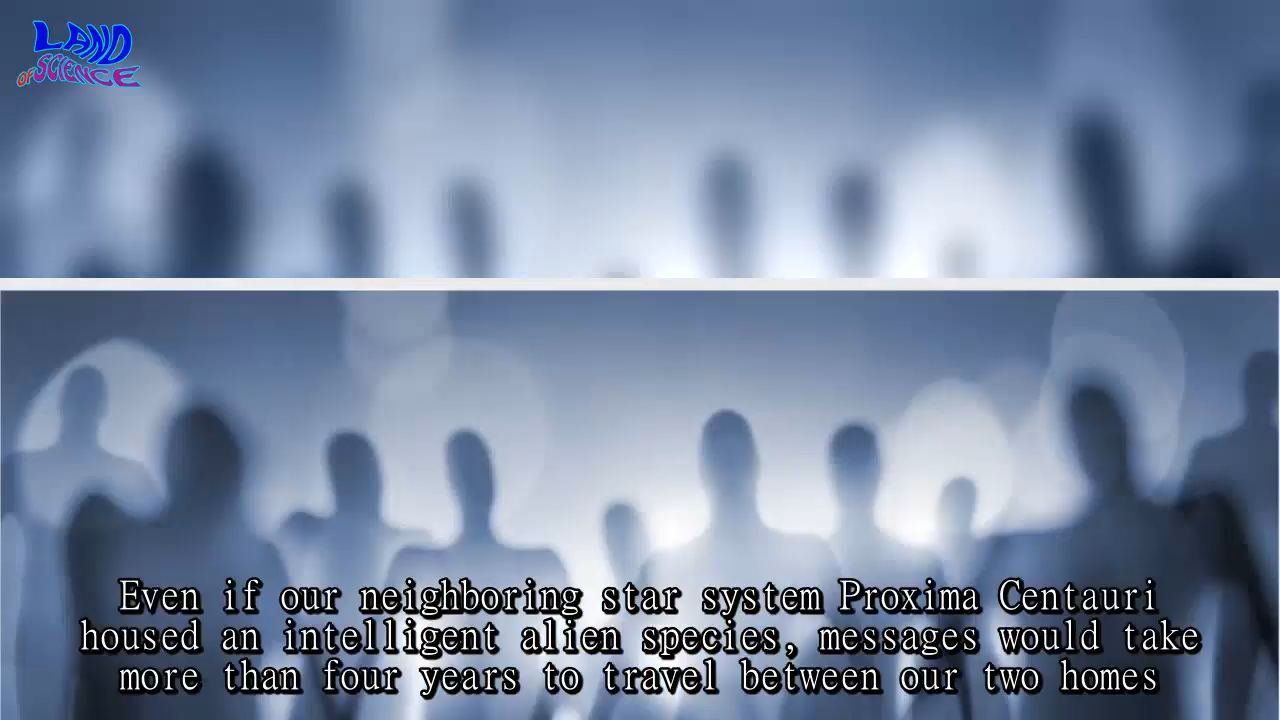 LAND
OF SCIENCE
Even if our neighboring star system Proxima Centauri
housed an intelligent alien species, messages would take
more than four years to travel between our two homes